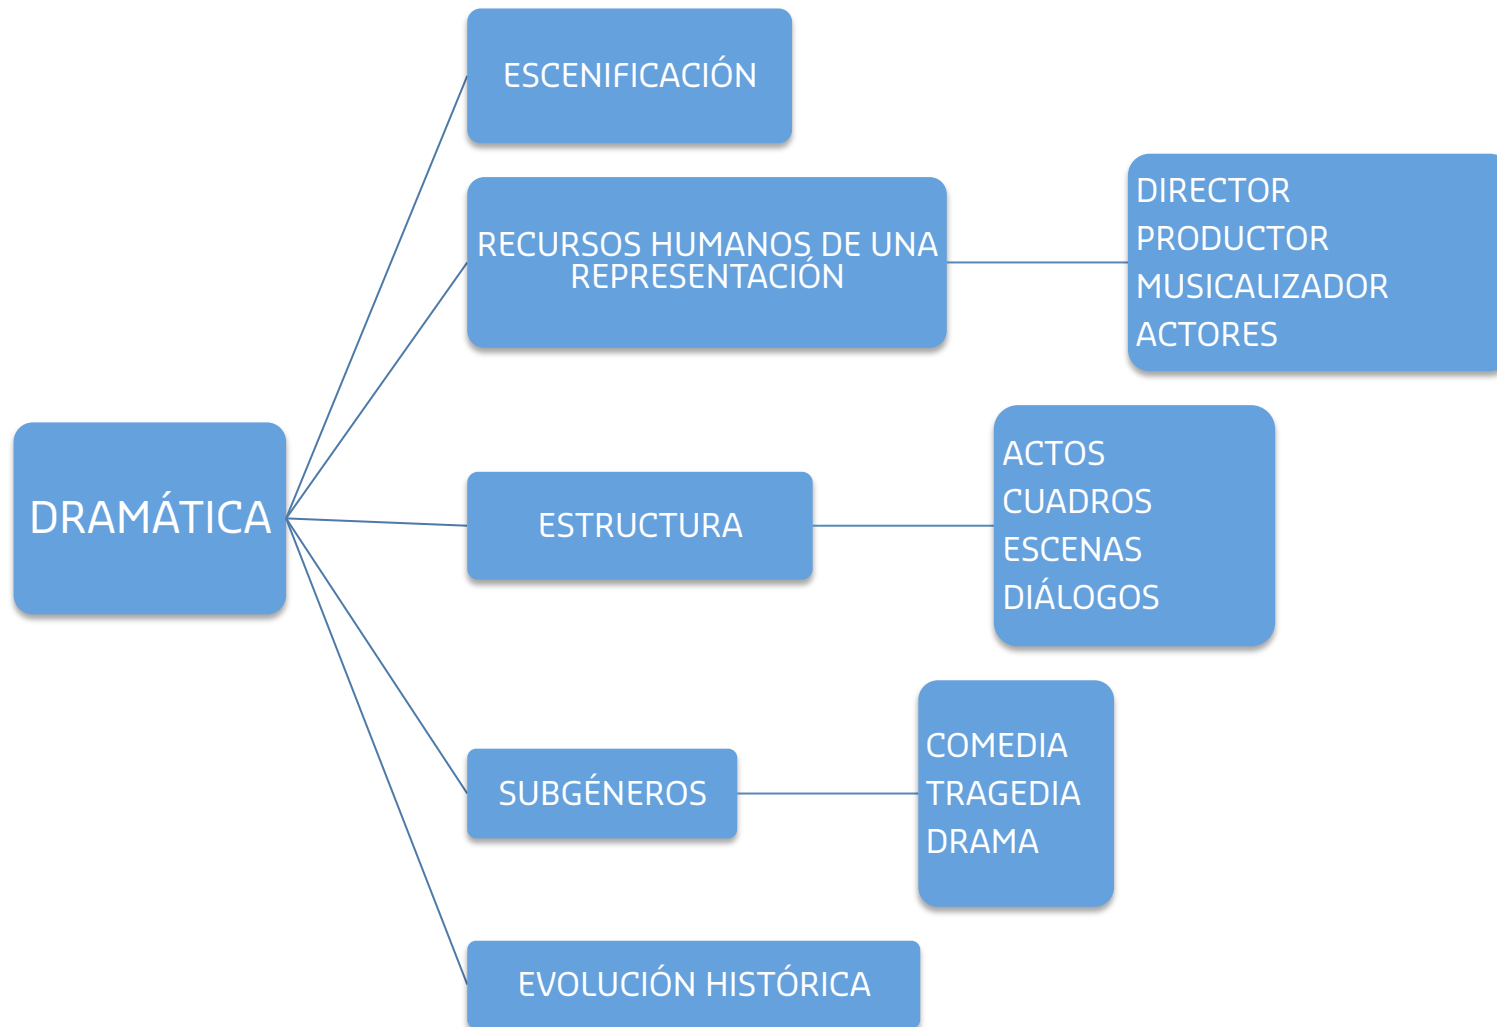 ESCENIFICACIÓN
RECURSOS HUMANOS DE UNA
REPRESENTACIÓN
DIRECTOR
PRODUCTOR
MUSICALIZADOR
ACTORES
DRAMÁTICA
ESTRUCTURA
ACTOS
CUADROS
ESCENAS
DIÁLOGOS
SUBGÉNEROS
COMEDIA
TRAGEDIA
DRAMA
EVOLUCIÓN HISTÓRICA